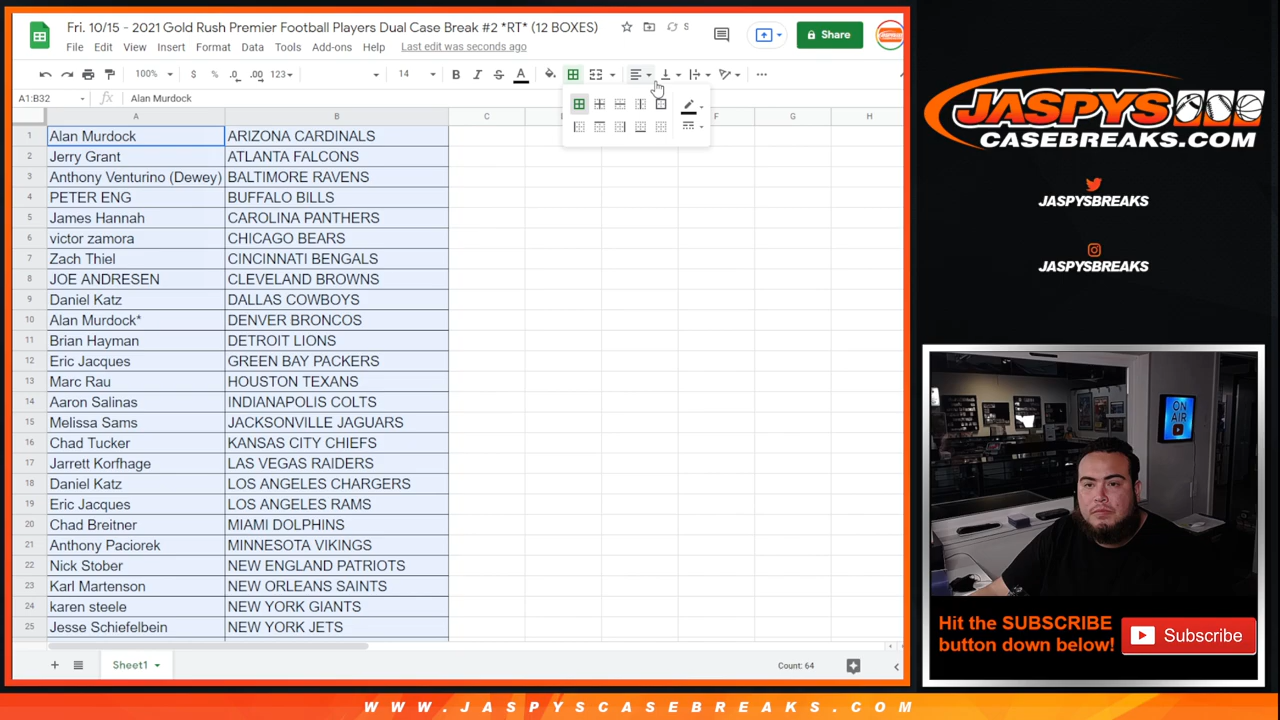 Fri. 10/15 - 2021 Gold Rush Premier Football Players Dual Case Break #2 *RT* (12 BOXES)
S
Share
File Edit View Insert Format Data Tools Add-ons Help Last edit was seconds ago
100% $ % .0 .00 123 14 B I S A
A1:B32 fx Alan Murdock
A B C F G H
1 Alan Murdock ARIZONA CARDINALS
2 Jerry Grant ATLANTA FALCONS
3 Anthony Venturino (Dewey) BALTIMORE RAVENS
4 PETER ENG BUFFALO BILLS
5 James Hannah CAROLINA PANTHERS
6 victor zamora CHICAGO BEARS
7 Zach Thiel CINCINNATI BENGALS
8 JOE ANDRESEN CLEVELAND BROWNS
9 Daniel Katz DALLAS COWBOYS
10 Alan Murdock* DENVER BRONCOS
11 Brian Hayman DETROIT LIONS
12 Eric Jacques GREEN BAY PACKERS
13 Marc Rau HOUSTON TEXANS
14 Aaron Salinas INDIANAPOLIS COLTS
15 Melissa Sams JACKSONVILLE JAGUARS
16 Chad Tucker KANSAS CITY CHIEFS
17 Jarrett Korfhage LAS VEGAS RAIDERS
18 Daniel Katz LOS ANGELES CHARGERS
19 Eric Jacques LOS ANGELES RAMS
20 Chad Breitner MIAMI DOLPHINS
21 Anthony Paciorek MINNESOTA VIKINGS
22 Nick Stober NEW ENGLAND PATRIOTS
23 Karl Martenson NEW ORLEANS SAINTS
24 karen steele NEW YORK GIANTS
25 Jesse Schiefelbein NEW YORK JETS
Sheet1 Count: 64
JASPYS
CASEBREAKS.COM
JASPYSBREAKS
JASPYSBREAKS
ON
AIR
Hit the SUBSCRIBE
button down below!
Subscribe
WWW.JASPYSCASEBREAKS.COM